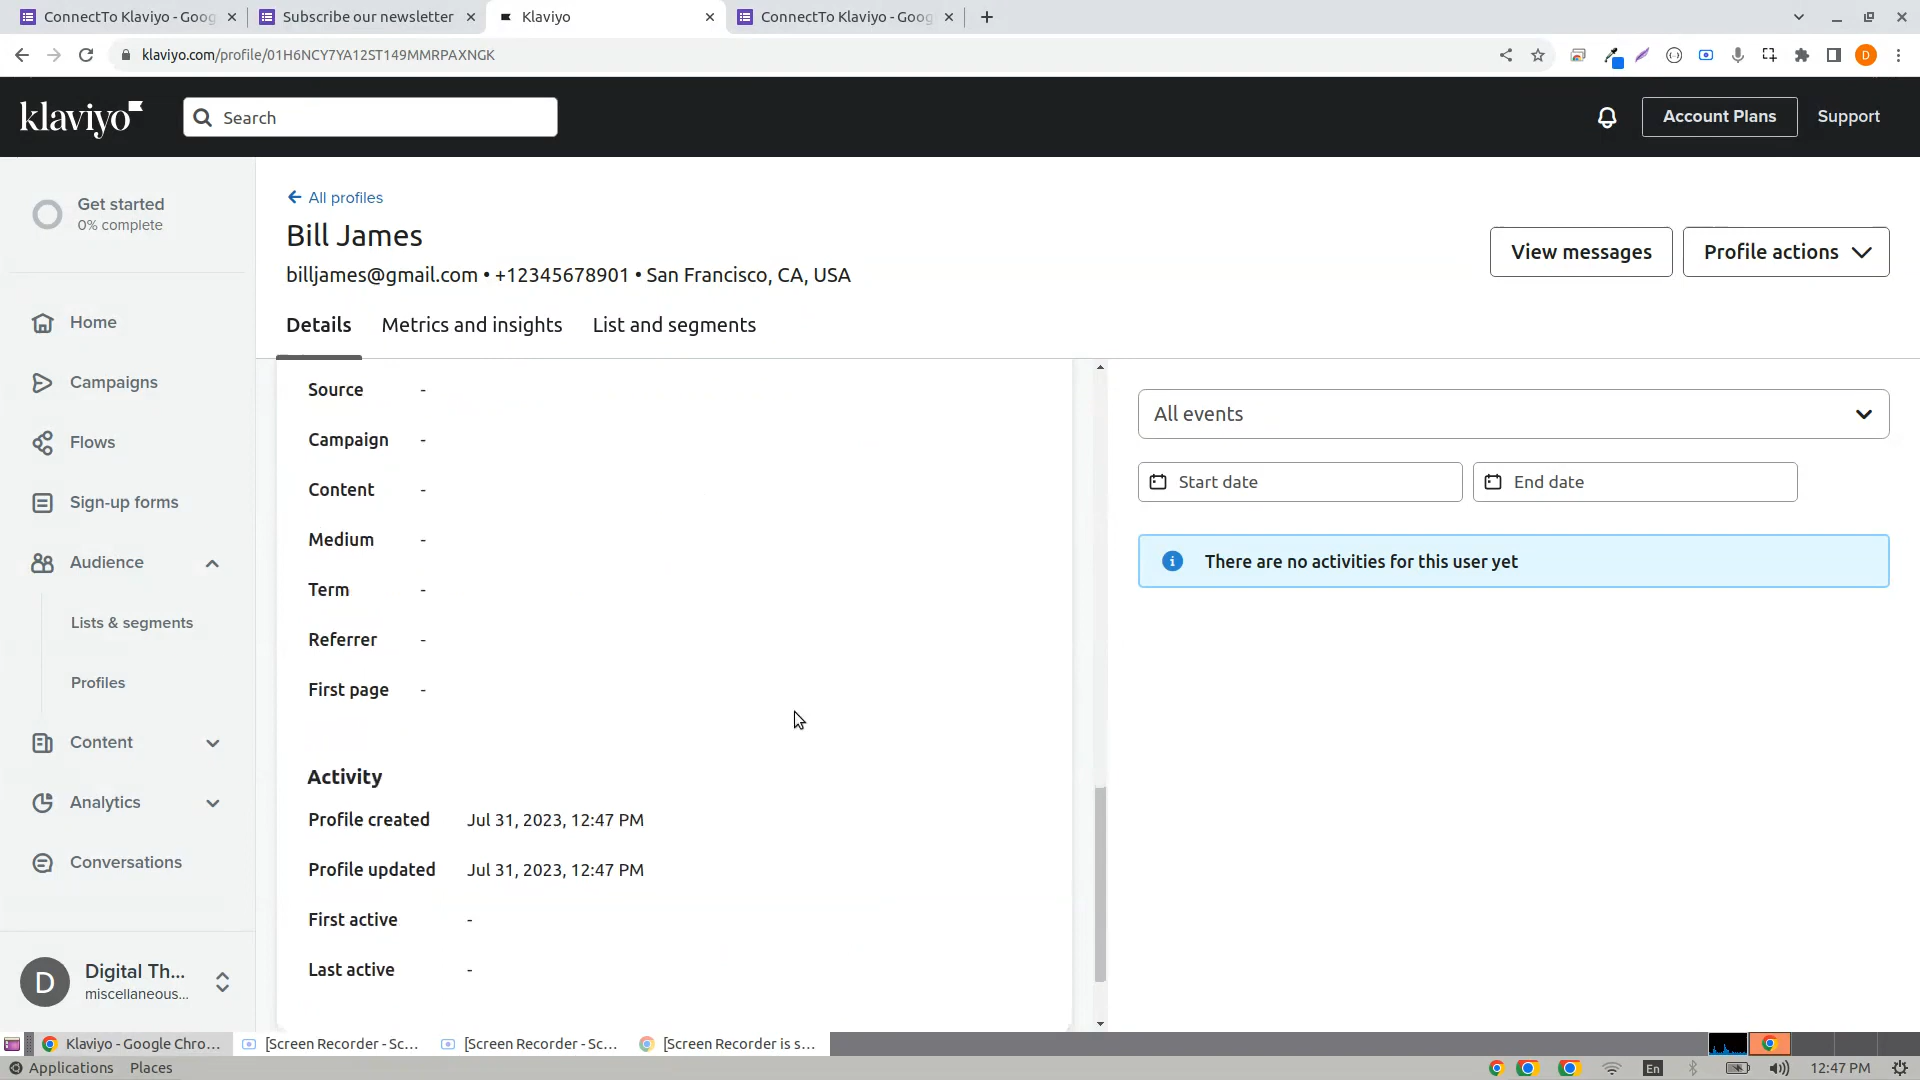 ConnectTo Klaviyo - Goog
Subscribe our newsletter
Klaviyo
ConnectTo Klaviyo - Goog
klaviyo.com/profile/01H6NCY7YA12ST149MMRPAXNGK
D
klaviyo
Search
Account Plans
Support
Get started
0% complete
Home
Campaigns
Flows
Sign-up forms
Audience
Lists & segments
Profiles
Content
Analytics
Conversations
D
Digital Th...
miscellaneous...
All profiles
Bill James
billjames@gmail.com • +12345678901 • San Francisco, CA, USA
View messages
Profile actions
Details
Metrics and insights
List and segments
Source -
Campaign -
Content -
Medium -
Term -
Referrer -
First page -
Activity
Profile created Jul 31, 2023, 12:47 PM
Profile updated Jul 31, 2023, 12:47 PM
First active -
Last active -
All events
Start date
End date
There are no activities for this user yet
Klaviyo - Google Chro...
[Screen Recorder - Sc...
[Screen Recorder - Sc...
[Screen Recorder is s...
Applications
Places
En
12:47 PM